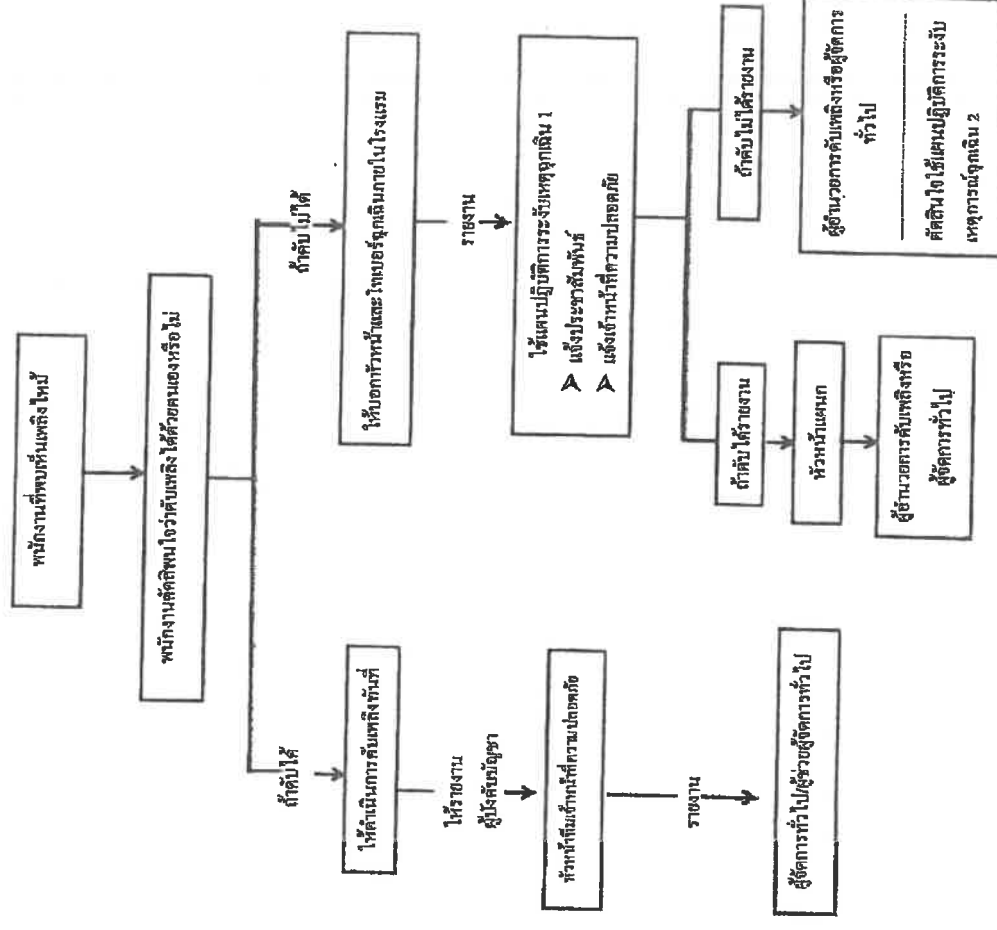 พนักงานที่พบเห็นเพลิงไหม้
พนักงานตัดสินใจว่าดับเพลิงได้ด้วยตนเองหรือไม่
ถ้าดับได้
ถ้าดับไม่ได้
ให้ดำเนินการดับเพลิงทันที
ให้รายงาน
ผู้บังคับบัญชา
หัวหน้าทีมเจ้าหน้าที่ความปลอดภัย
รายงาน
ผู้จัดการทั่วไป/ผู้ช่วยผู้จัดการทั่วไป
ให้บอกหัวหน้าและโทเบอร์ฉุกเฉินภายในโรงแรม
รายงาน
ใช้แผนปฏิบัติการระงับเหตุฉุกเฉิน 1
➢ แจ้งประชาสัมพันธ์
➢ แจ้งเจ้าหน้าที่ความปลอดภัย
ถ้าดับได้รายงาน
หัวหน้าแผนก
ผู้อำนวยการดับเพลิงหรือ
ผู้จัดการทั่วไป
ถ้าดับไม่ได้รายงาน
ผู้อำนวยการดับเพลิงหรือผู้จัดการ
ทั่วไป
ตัดสินใจใช้แผนปฏิบัติการระงับ
เหตุการณ์ฉุกเฉิน 2